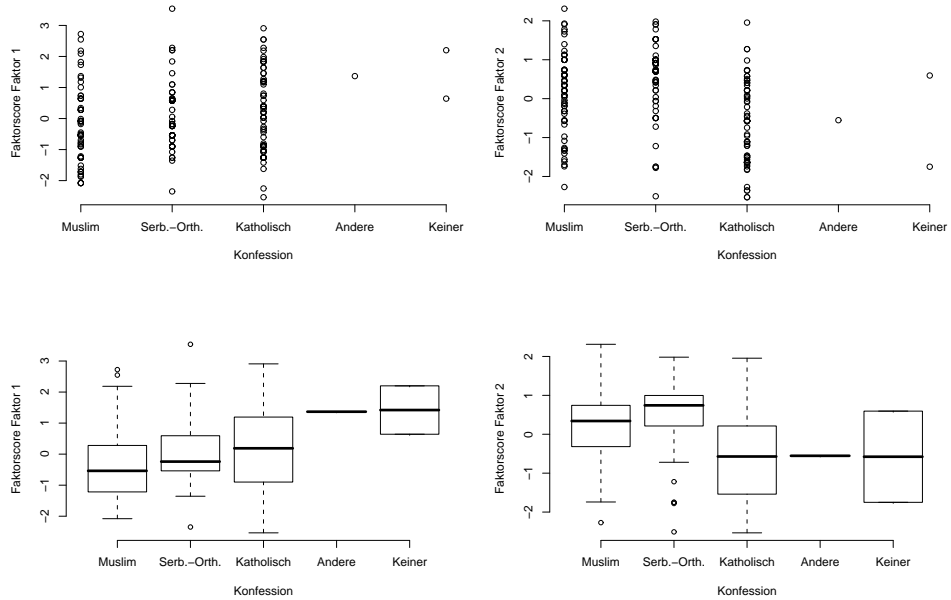 Faktorscore Faktor 1
3
2
1
0
−1
−2
Muslim Serb.−Orth. Katholisch Andere Keiner
Konfession
Faktorscore Faktor 2
2
1
0
−1
−2
Muslim Serb.−Orth. Katholisch Andere Keiner
Konfession
Faktorscore Faktor 1
3
2
1
0
−1
−2
Muslim Serb.−Orth. Katholisch Andere Keiner
Konfession
Faktorscore Faktor 2
2
1
0
−1
−2
Muslim Serb.−Orth. Katholisch Andere Keiner
Konfession